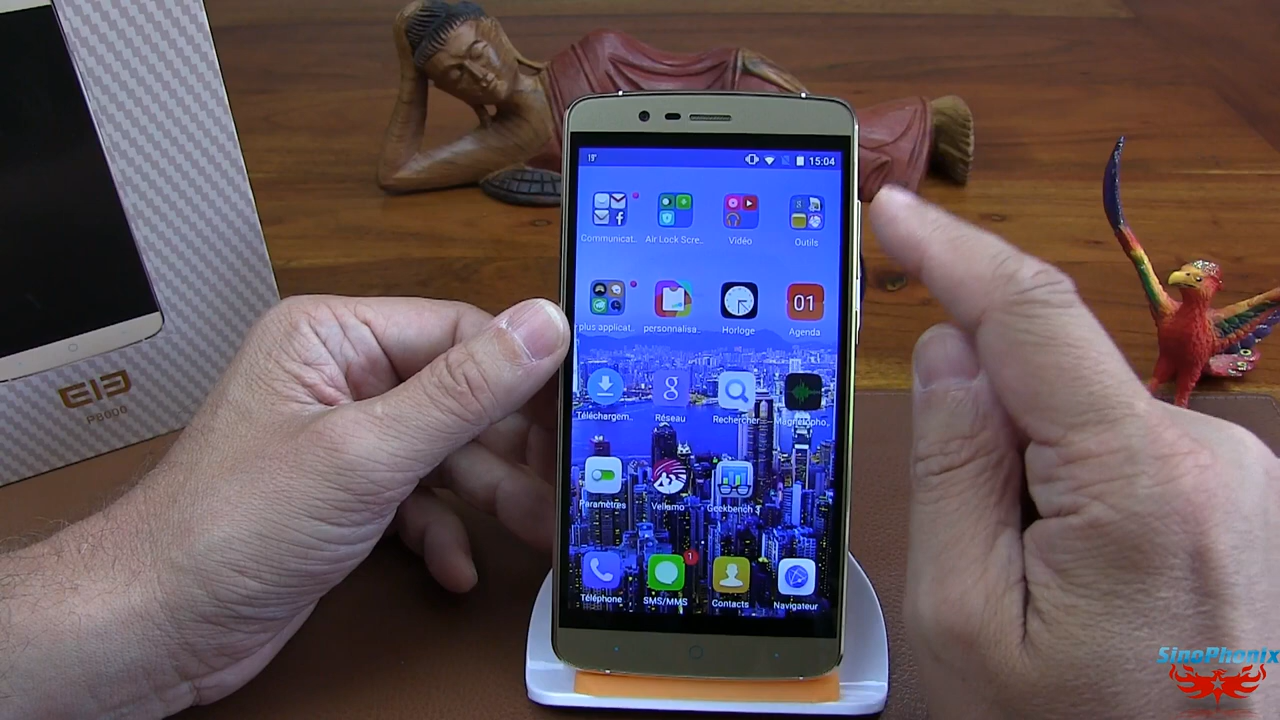 19°
15:04
Communicat..
Air Lock Scre..
Vidéo
Outils
plus applicat..
personnalisa..
01
Horloge
Agenda
g
Téléchargem..
Réseau
Rechercher
Magnétopho..
Paramètres
Vellamo
Geekbench 3
1
Téléphone
SMS/MMS
Contacts
Navigateur
P8000
SinoPhonix